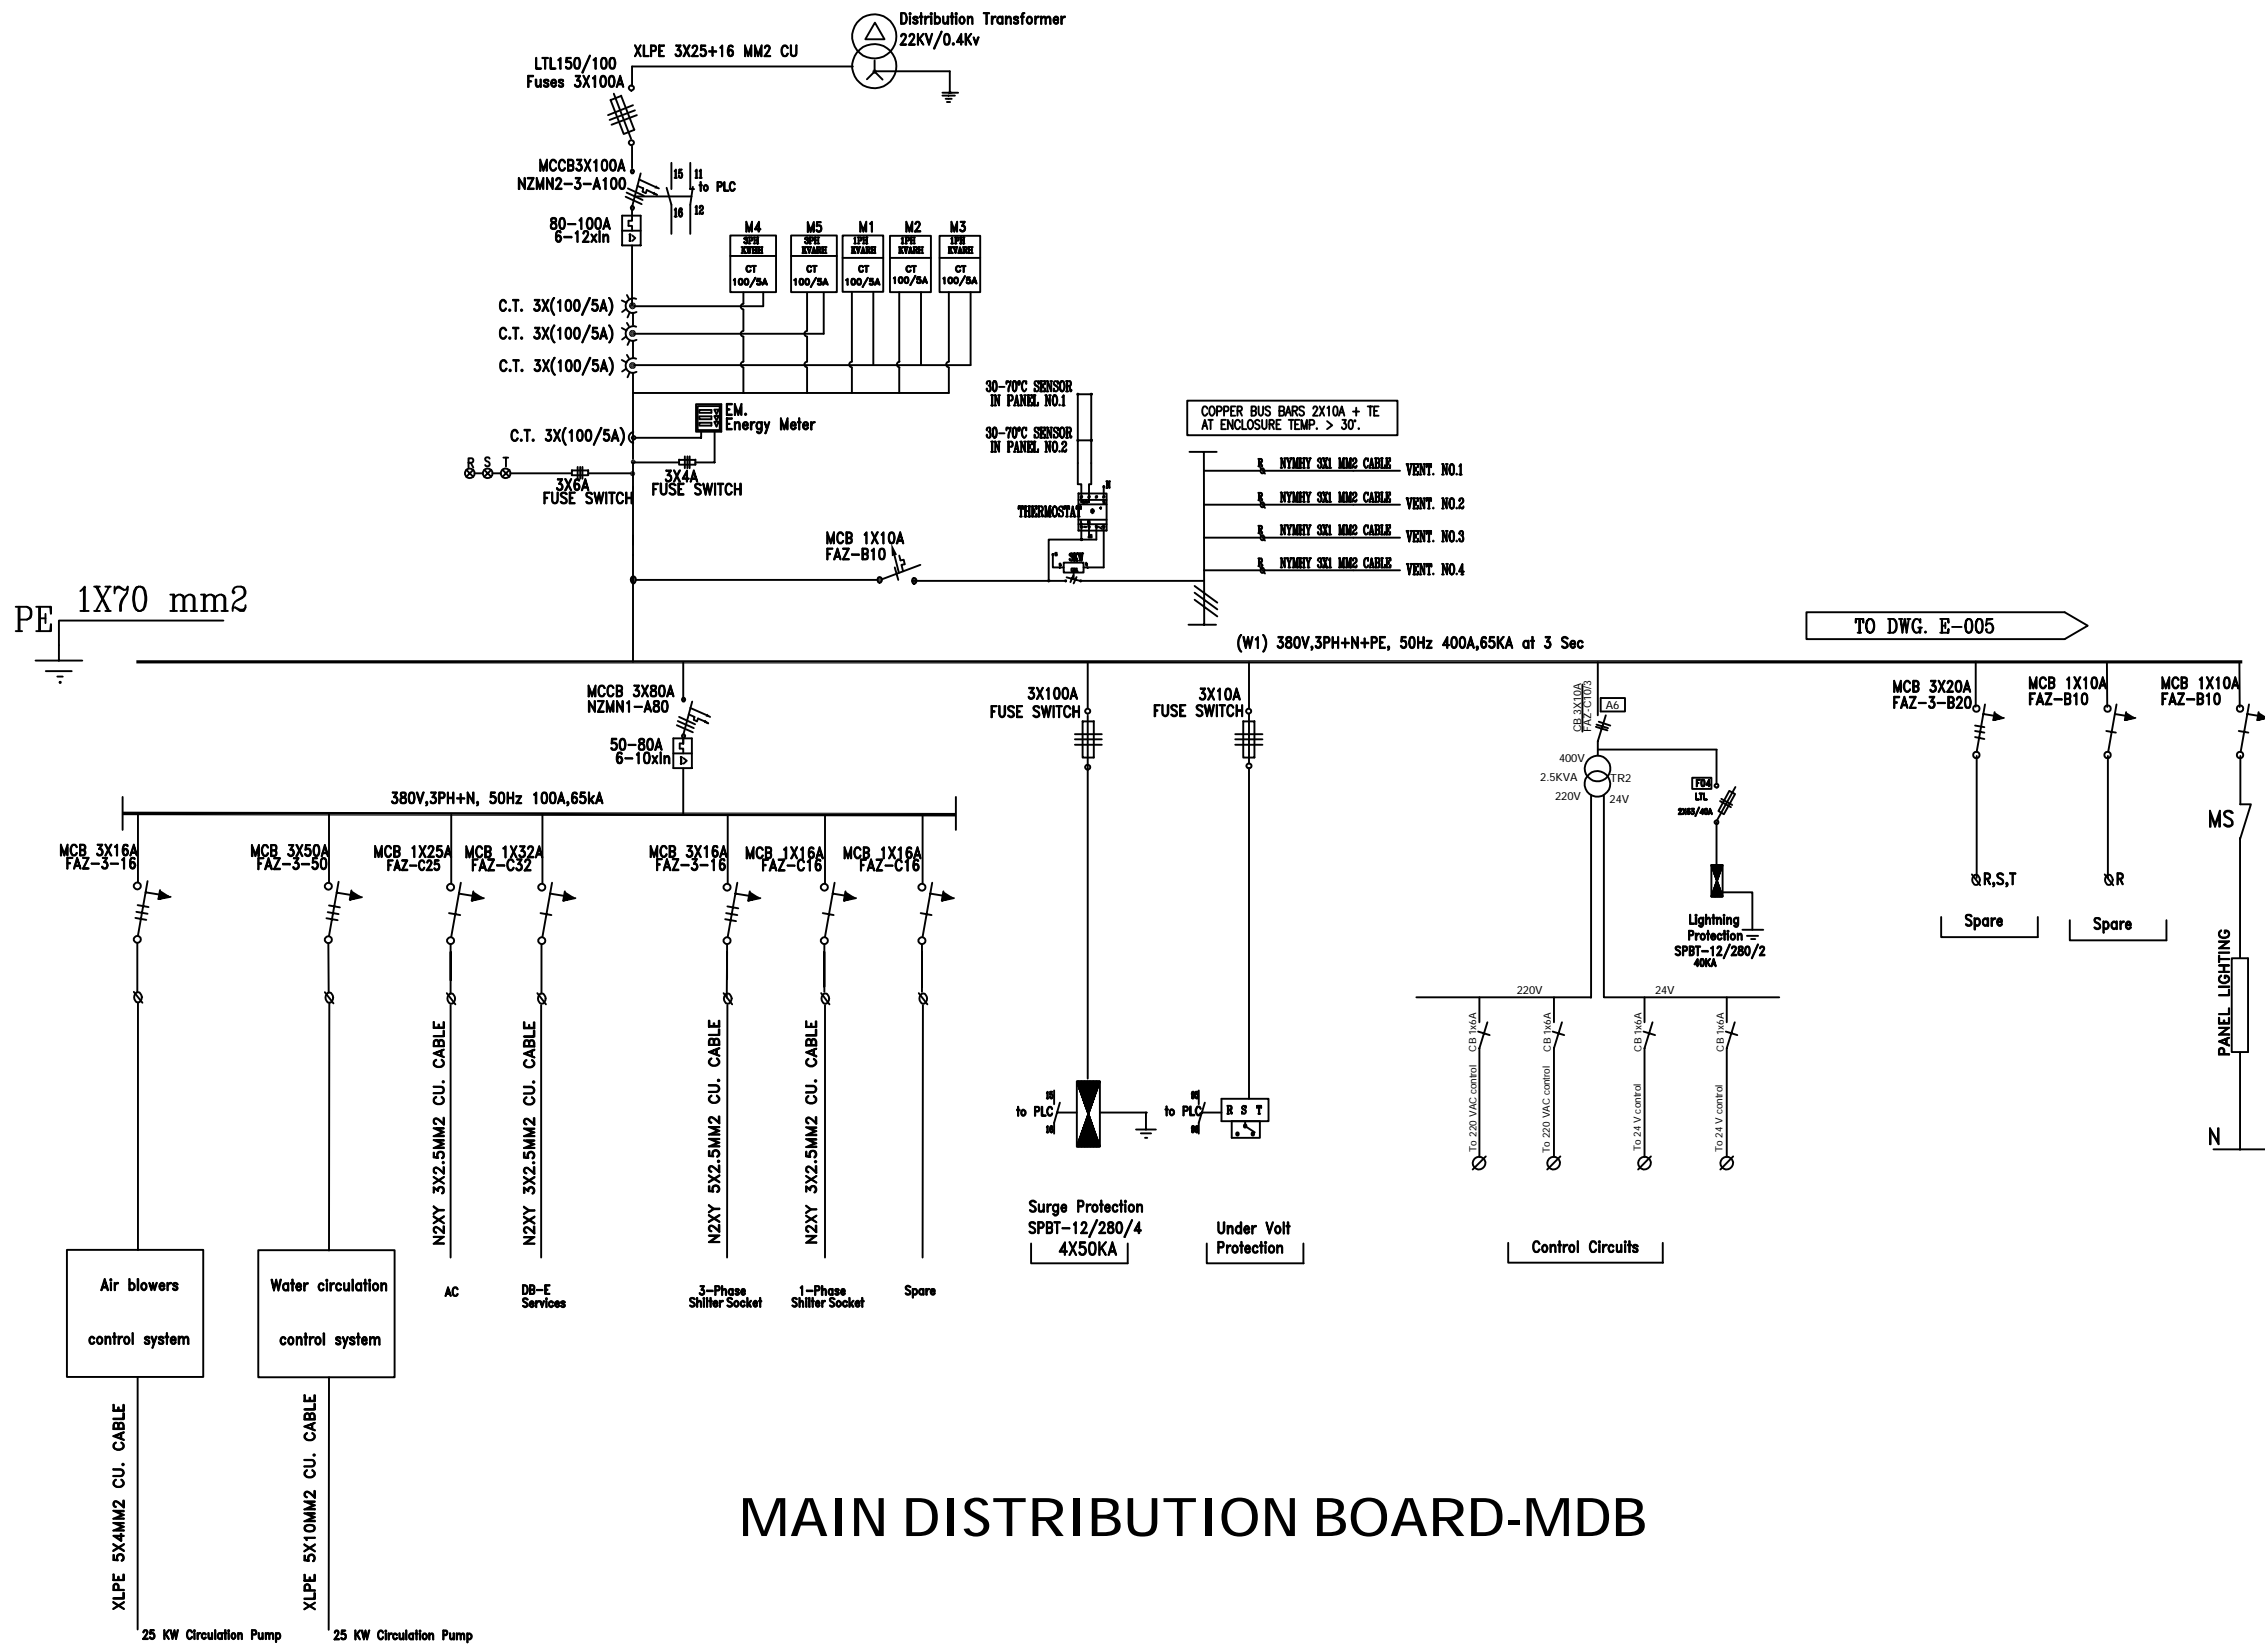 Distribution Transformer
22KV/0.4Kv
XLPE 3X25+16 MM2 CU
LTL150/100
Fuses 3X100A
MCCB3X100A
NZMN2-3-A100
15 11
to PLC
16 12
80-100A
6-12xIn
M4 M5 M1 M2 M3
3PH 3PH 1PH 1PH 1PH
KWHH KVARH KVARH KVARH KVARH
CT CT CT CT CT
100/5A 100/5A 100/5A 100/5A 100/5A
C.T. 3X(100/5A)
C.T. 3X(100/5A)
C.T. 3X(100/5A)
EM.
Energy Meter
C.T. 3X(100/5A)
R S T
3X6A
FUSE SWITCH
3X4A
FUSE SWITCH
30-70°C SENSOR
IN PANEL NO.1
30-70°C SENSOR
IN PANEL NO.2
N
THERMOSTAT
3KW
COPPER BUS BARS 2X10A + TE
AT ENCLOSURE TEMP. > 30°.
R NYMHY 3X1 MM2 CABLE VENT. NO.1
R NYMHY 3X1 MM2 CABLE VENT. NO.2
R NYMHY 3X1 MM2 CABLE VENT. NO.3
R NYMHY 3X1 MM2 CABLE VENT. NO.4
MCB 1X10A
FAZ-B10
PE 1X70 mm2
(W1) 380V,3PH+N+PE, 50Hz 400A,65KA at 3 Sec
TO DWG. E-005
MCCB 3X80A
NZMN1-A80
50-80A
6-10xIn
3X100A
FUSE SWITCH
3X10A
FUSE SWITCH
CB 3X10A
FAZ-C10/3
A6
400V
2.5KVA TR2
220V 24V
F04
LTL
2X63/40A
Lightning
Protection
SPBT-12/280/2
40KA
MCB 3X20A
FAZ-3-B20
R,S,T
Spare
MCB 1X10A
FAZ-B10
R
Spare
MCB 1X10A
FAZ-B10
MS
PANEL LIGHTING
N
380V,3PH+N, 50Hz 100A,65kA
MCB 3X16A
FAZ-3-16
MCB 3X50A
FAZ-3-50
MCB 1X25A
FAZ-C25
MCB 1X32A
FAZ-C32
MCB 3X16A
FAZ-3-16
MCB 1X16A
FAZ-C16
MCB 1X16A
FAZ-C16
N2XY 3X2.5MM2 CU. CABLE
N2XY 3X2.5MM2 CU. CABLE
N2XY 5X2.5MM2 CU. CABLE
N2XY 3X2.5MM2 CU. CABLE
to PLC
to PLC
R S T
220V 24V
CB 1x6A
CB 1x6A
CB 1x6A
CB 1x6A
To 220 VAC control
To 220 VAC control
To 24 V control
To 24 V control
Surge Protection
SPBT-12/280/4
4X50KA
Under Volt
Protection
Control Circuits
Air blowers
control system
Water circulation
control system
AC
DB-E
Services
3-Phase
Shilter Socket
1-Phase
Shilter Socket
Spare
XLPE 5X4MM2 CU. CABLE
XLPE 5X10MM2 CU. CABLE
25 KW Circulation Pump
25 KW Circulation Pump
MAIN DISTRIBUTION BOARD-MDB